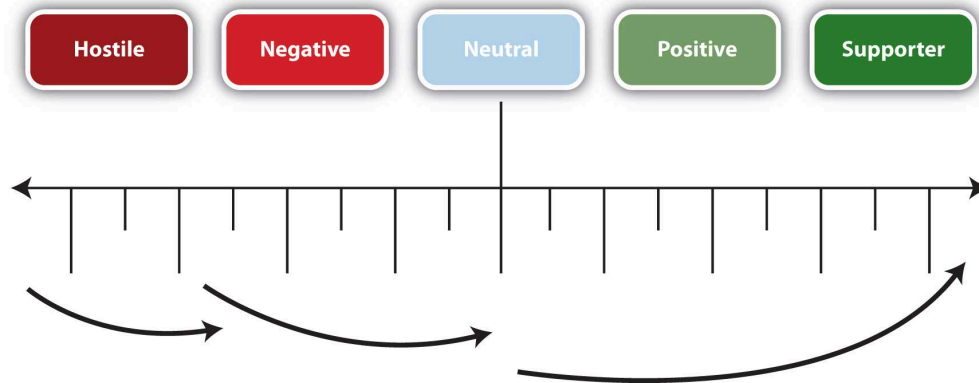 Hostile
Negative
Neutral
Positive
Supporter